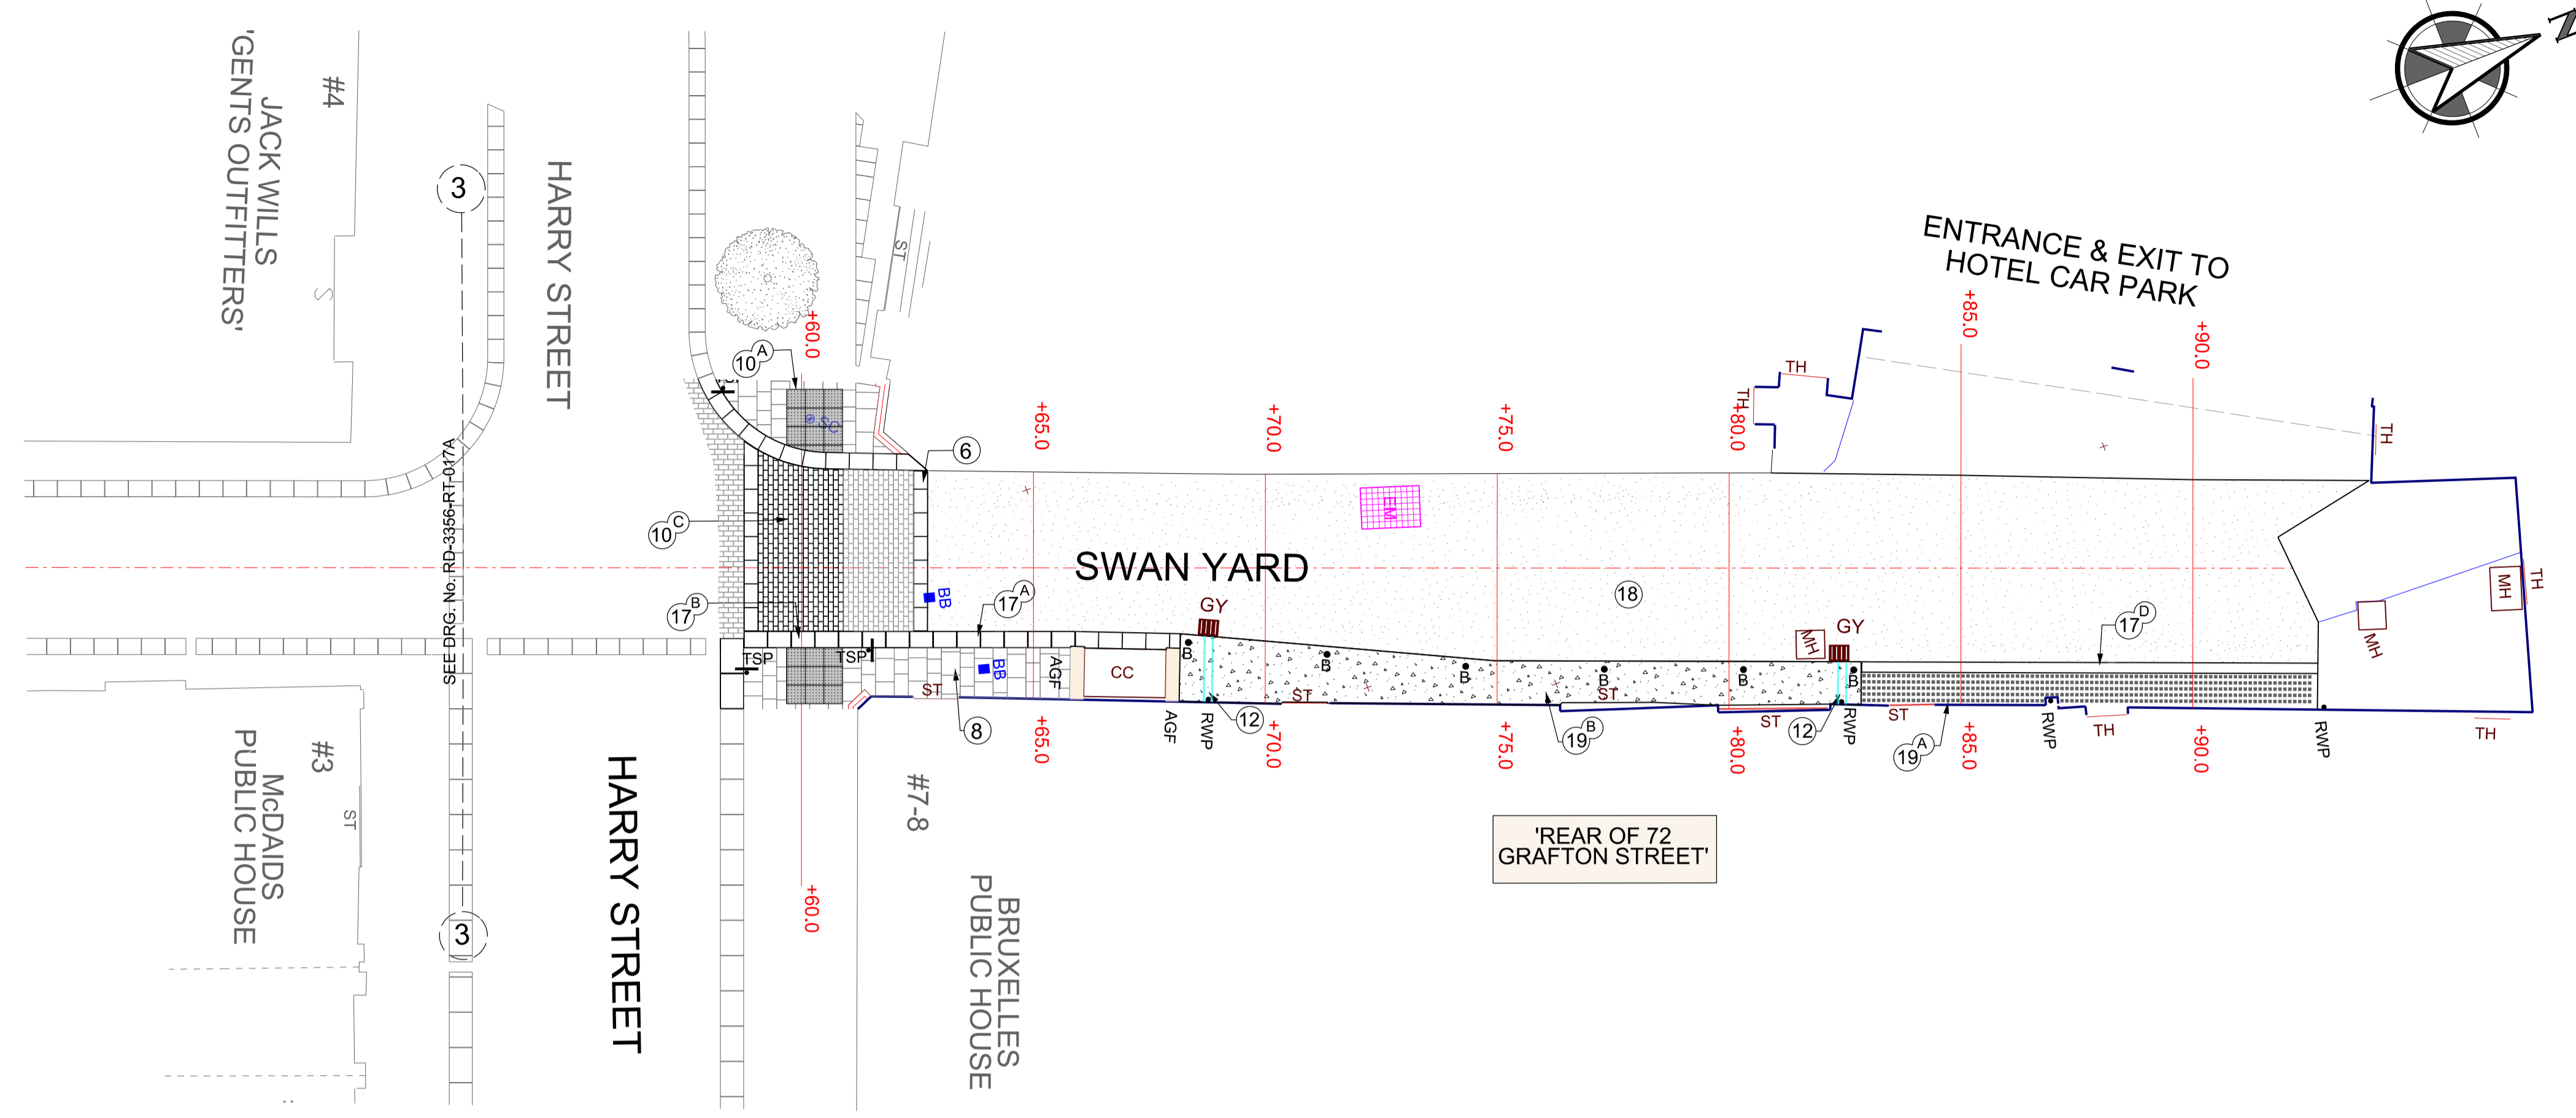 'GENTS OUTFITTERS'
JACK WILLS
#4
3
HARRY STREET
ST
N
ENTRANCE & EXIT TO
HOTEL CAR PARK
+60.0
10 A
SC
+65.0
+70.0
+75.0
+80.0
+85.0
+90.0
TH
TH
TH
6
EM
SEE DRG. No. RD-3356-RT-017A
10 C
SWAN YARD
18
BB
17 A
17 B
GY
GY
MH
17 D
MH
MH
TH
TSP
TSP
BB
AGF
CC
B
B
B
B
B
B
ST
ST
ST
ST
8
AGF
RWP
12
19 B
12
RWP
19 A
RWP
TH
RWP
TH
+65.0
+70.0
+75.0
+80.0
+85.0
+90.0
#3
McDAIDS
PUBLIC HOUSE
ST
3
HARRY STREET
+60.0
#7-8
BRUXELLES
PUBLIC HOUSE
'REAR OF 72
GRAFTON STREET'